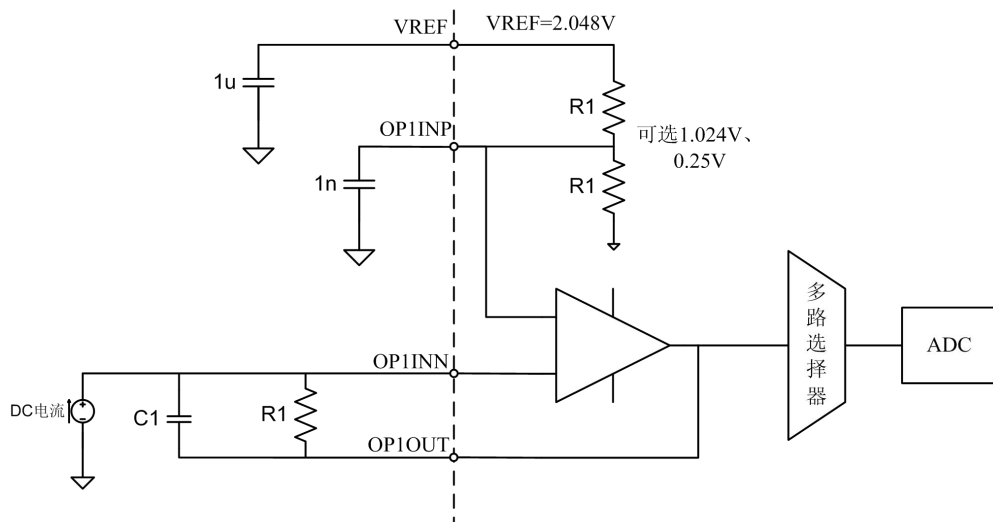 VREF
VREF=2.048V
1u
R1
OP1INP
可选1.024V、
0.25V
1n
R1
多路选择器
ADC
OP1INN
DC电流
C1
R1
OP1OUT